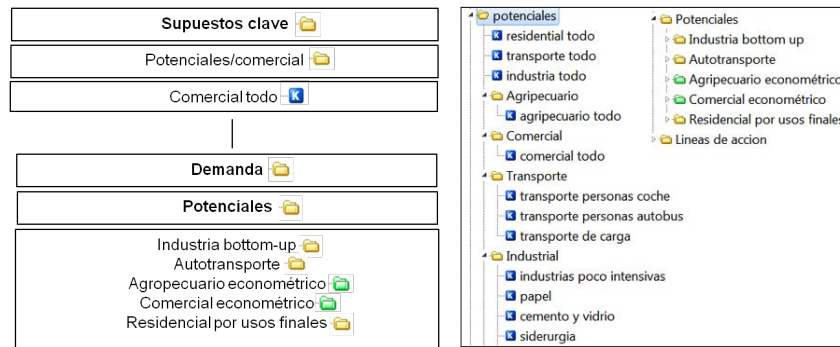 Supuestos clave
Potenciales/comercial
Comercial todo
Demanda
Potenciales
Industria bottom-up
Autotransporte
Agropecuario econométrico
Comercial econométrico
Residencial por usos finales
potenciales
residential todo
transporte todo
industria todo
Agripecuario
agripecuario todo
Comercial
comercial todo
Transporte
transporte personas coche
transporte personas autobus
transporte de carga
Industrial
industrias poco intensivas
papel
cemento y vidrio
siderurgia
Potenciales
Industria bottom up
Autotransporte
Agripecuario econométrico
Comercial econométrico
Residencial por usos finales
Lineas de accion